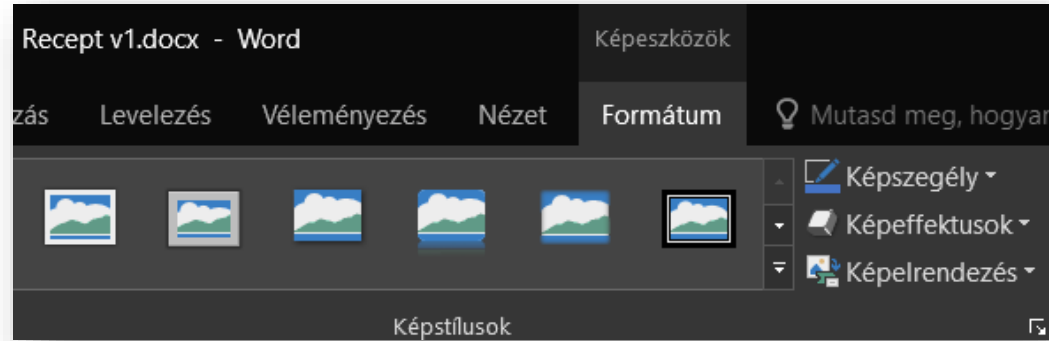 Recept v1.docx - Word
Képeszközök
zás Levelezés Véleményezés Nézet Formátum Mutasd meg, hogyan
Képszegély
Képeffektusok
Képelrendezés
Képstílusok